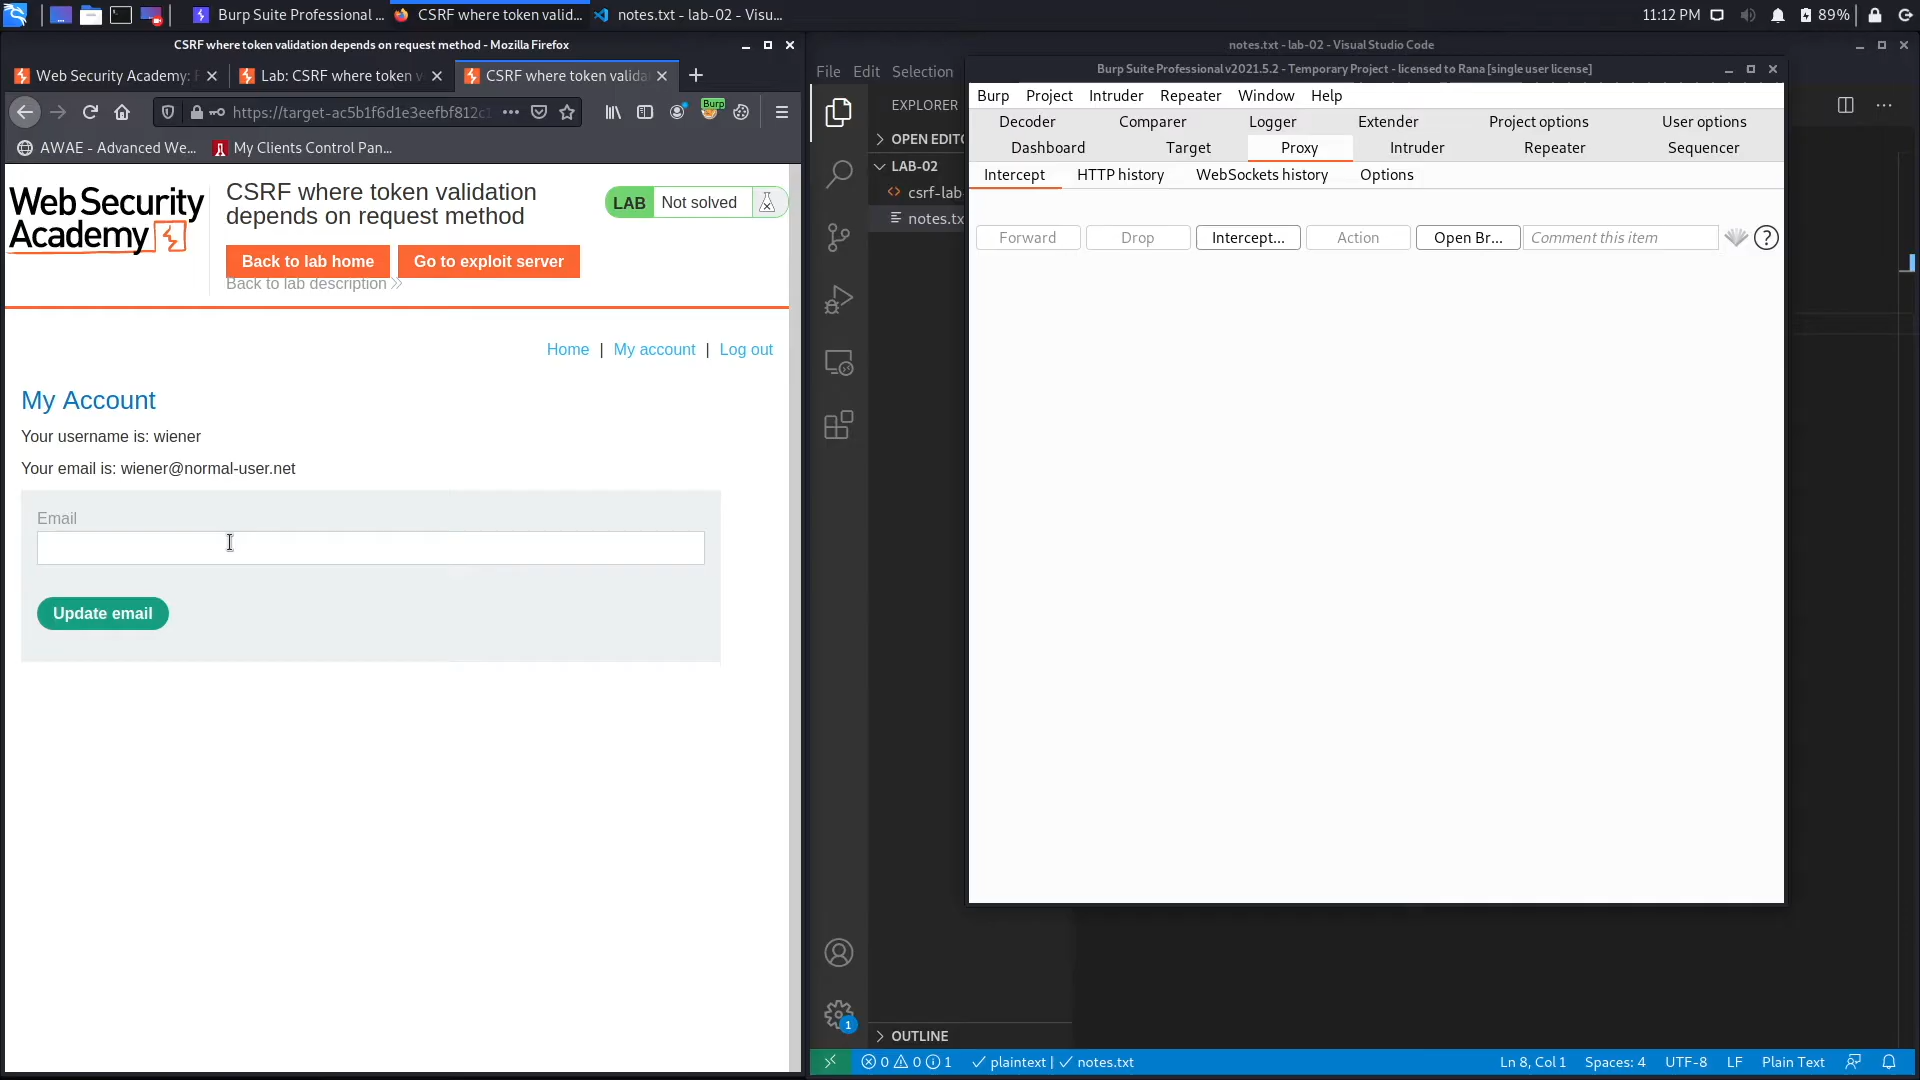 Burp Suite Professional ...
CSRF where token valid...
notes.txt - lab-02 - Visu...
11:12 PM
89%
CSRF where token validation depends on request method - Mozilla Firefox
Web Security Academy:
Lab: CSRF where token v
CSRF where token valida
https://target-ac5b1f6d1e3eefbf812c1
Burp
AWAE - Advanced We...
My Clients Control Pan...
Web Security
Academy
CSRF where token validation
depends on request method
LAB
Not solved
Back to lab home
Go to exploit server
Back to lab description
Home | My account | Log out
My Account
Your username is: wiener
Your email is: wiener@normal-user.net
Email
Update email
notes.txt - lab-02 - Visual Studio Code
File Edit Selection
EXPLORER
OPEN EDITO
LAB-02
csrf-lab
notes.tx
OUTLINE
1
Burp Suite Professional v2021.5.2 - Temporary Project - licensed to Rana [single user license]
Burp Project Intruder Repeater Window Help
Decoder Comparer Logger Extender Project options User options
Dashboard Target Proxy Intruder Repeater Sequencer
Intercept HTTP history WebSockets history Options
Forward Drop Intercept... Action Open Br... Comment this item ?
0 0 1 plaintext | notes.txt
Ln 8, Col 1 Spaces: 4 UTF-8 LF Plain Text